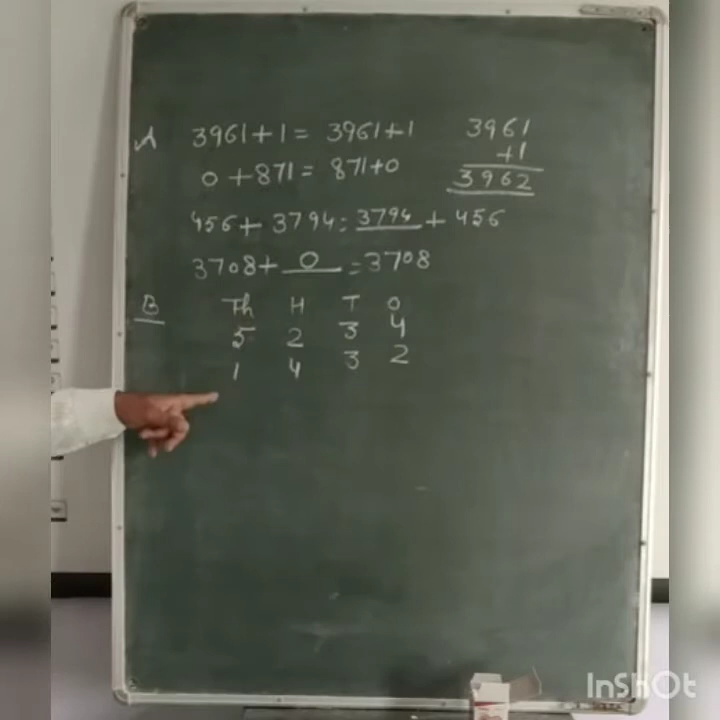 A 3961+1= 3961+1 3961
+1
0+871= 871+0 3962
456+ 3794= 3794 + 456
3708+ 0 =3708
B Th H T O
5 2 3 4
1 4 3 2
InShOt